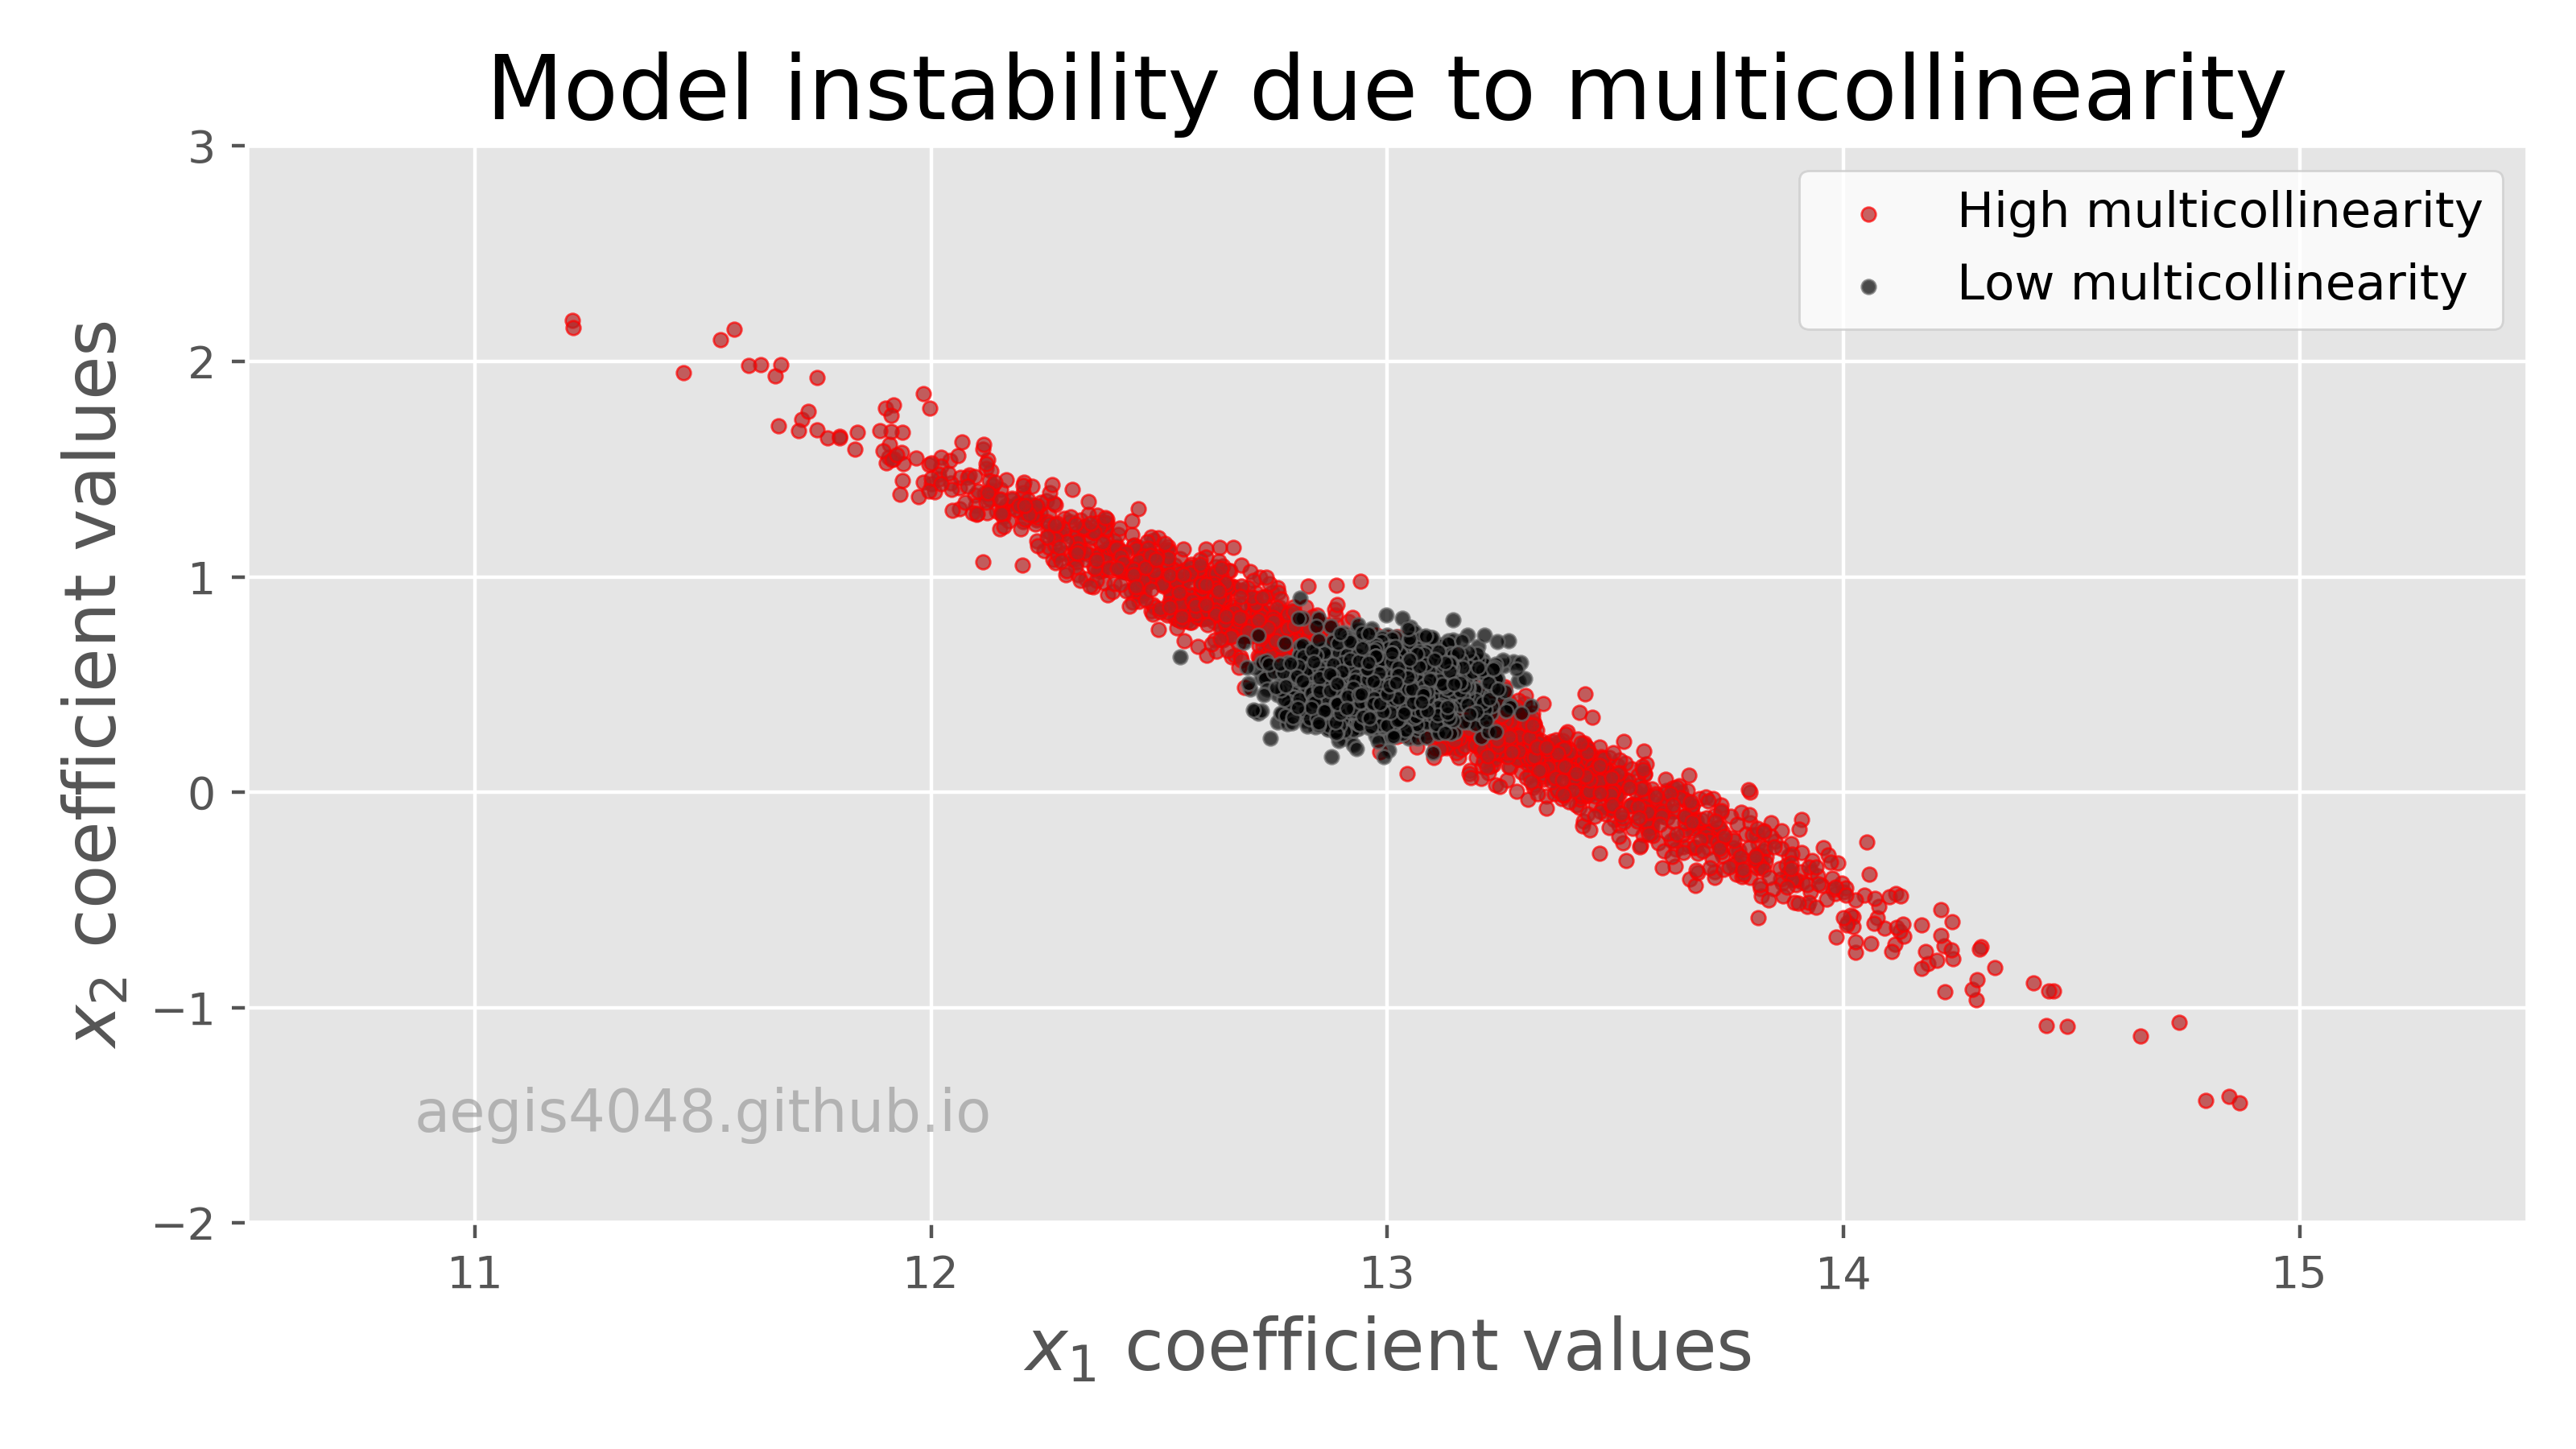 Model instability due to multicollinearity
3
2
1
0
−1
−2
x₂ coefficient values
High multicollinearity
Low multicollinearity
aegis4048.github.io
11 12 13 14 15
x₁ coefficient values